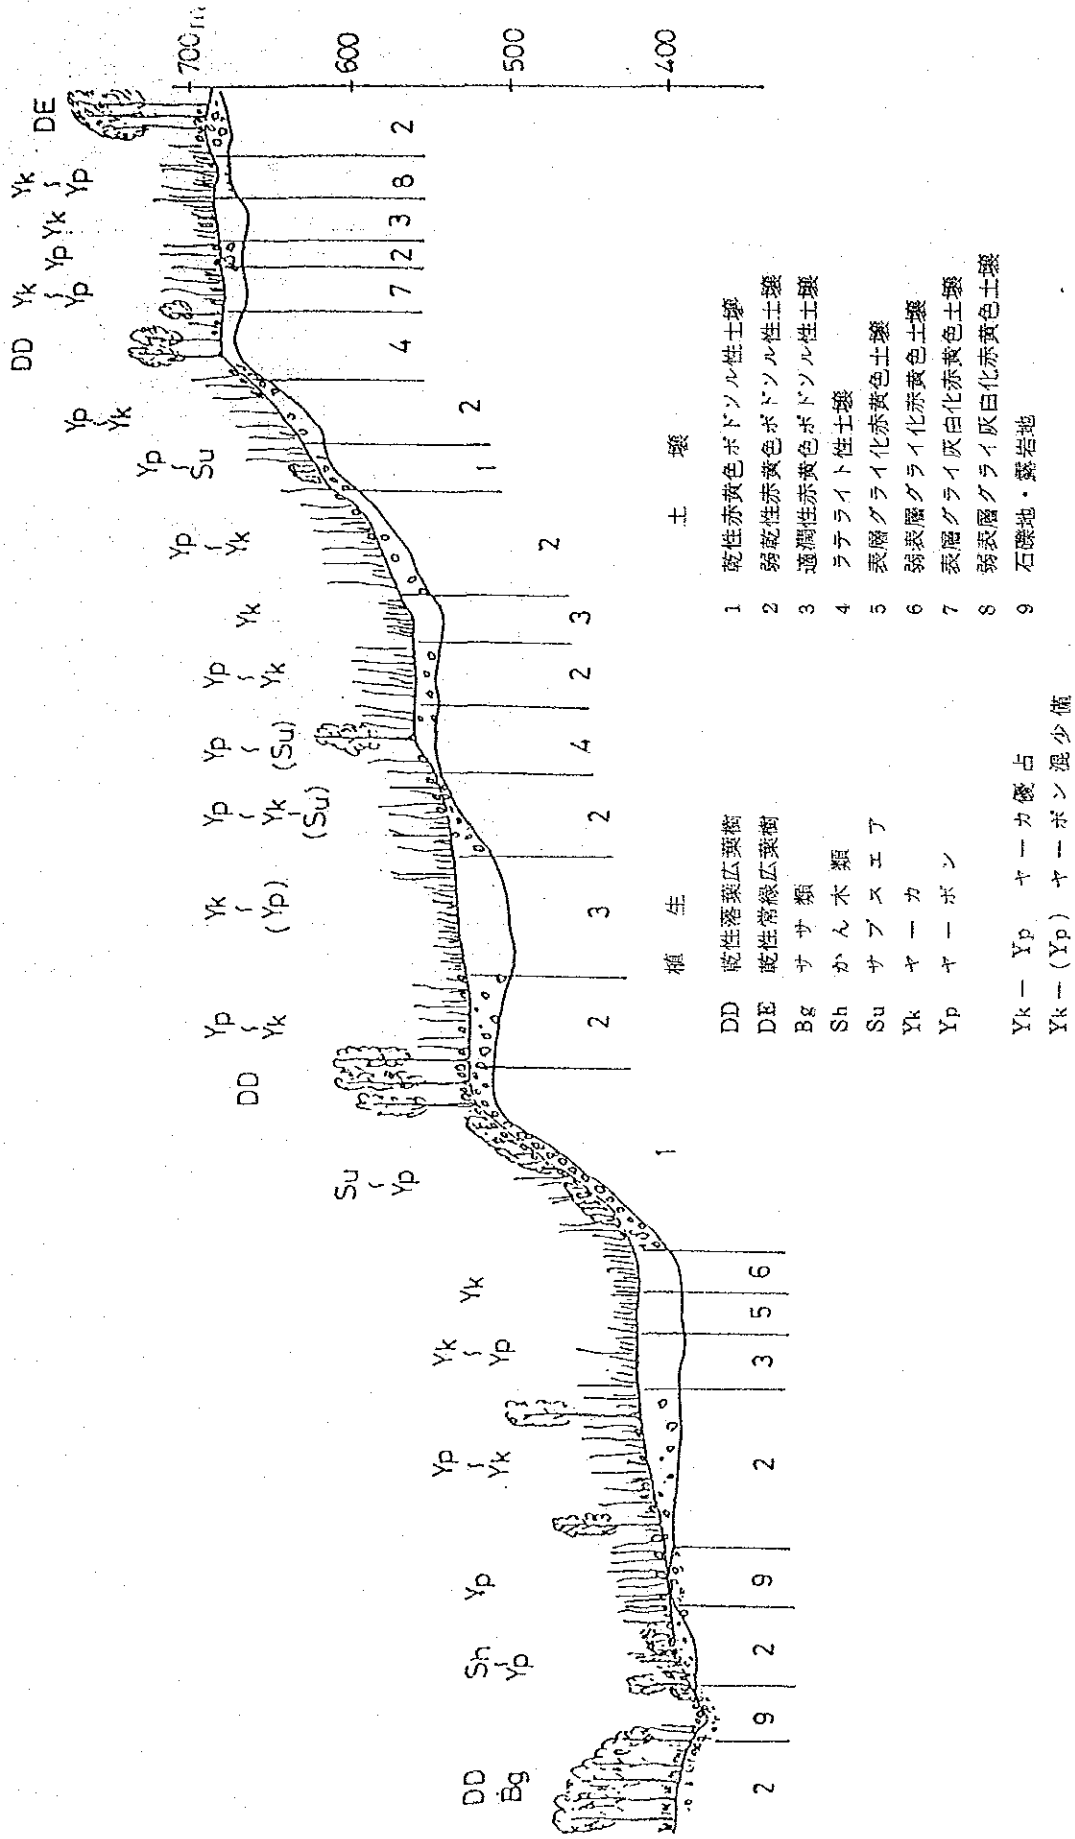 DD
Bg
Sh
Yp
Yp
Yp
Yk
Yk
Yp
Yk
Su
Yp
DD
Yp
Yk
Yk
(Yp)
Yp
Yk
(Su)
Yp
(Su)
Yp
Yk
Yk
Yp
Yk
Yp
Su
Yp
Yk
DD
Yk
Yp
Yp
Yk
Yk
Yp
DE
700m
600
500
400
2
9
2
9
2
3
5
6
1
2
3
2
4
2
3
2
1
2
4
7
2
3
8
2
植生
DD 乾性落葉広葉樹
DE 乾性常緑広葉樹
Bg ササ類
Sh かん木類
Su サブスエア
Yk ヤーカ
Yp ヤーポン
Yk — Yp ヤーカ優占
Yk — (Yp) ヤーポン混少備
土壌
1 乾性赤黄色ポドソル性土壌
2 弱乾性赤黄色ポドソル性土壌
3 適潤性赤黄色ポドソル性土壌
4 ラテライト性土壌
5 表層グライ化赤黄色土壌
6 弱表層グライ化赤黄色土壌
7 表層グライ灰白化赤黄色土壌
8 弱表層グライ灰白化赤黄色土壌
9 石礫地・露岩地